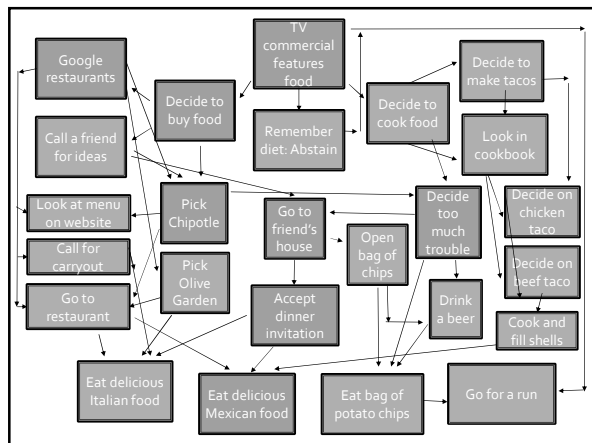 TV
commercial
features
food
Google
restaurants
Decide to
buy food
Remember
diet: Abstain
Decide to
cook food
Decide to
make tacos
Call a friend
for ideas
Look in
cookbook
Look at menu
on website
Pick
Chipotle
Go to
friend's
house
Decide
too
much
trouble
Decide on
chicken
taco
Call for
carryout
Open
bag of
chips
Pick
Olive
Garden
Decide on
beef taco
Go to
restaurant
Accept
dinner
invitation
Drink
a beer
Cook and
fill shells
Eat delicious
Italian food
Eat delicious
Mexican food
Eat bag of
potato chips
Go for a run